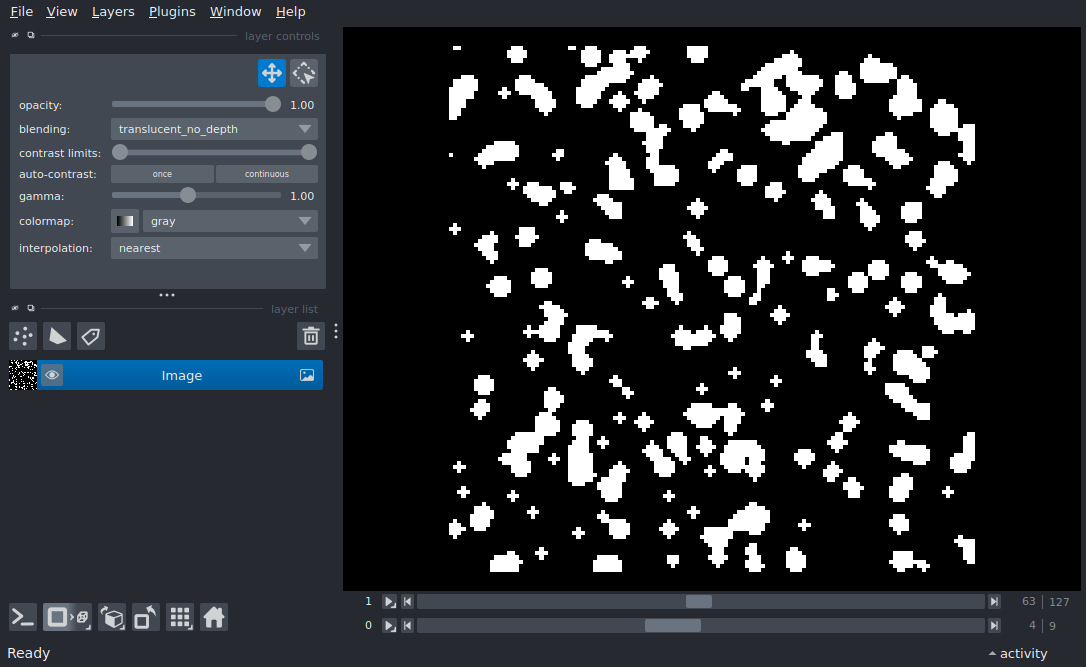 File View Layers Plugins Window Help
layer controls
opacity: 1.00
blending: translucent_no_depth
contrast limits:
auto-contrast: once continuous
gamma: 1.00
colormap: gray
interpolation: nearest
layer list
Image
1 63 127
0 4 9
Ready activity